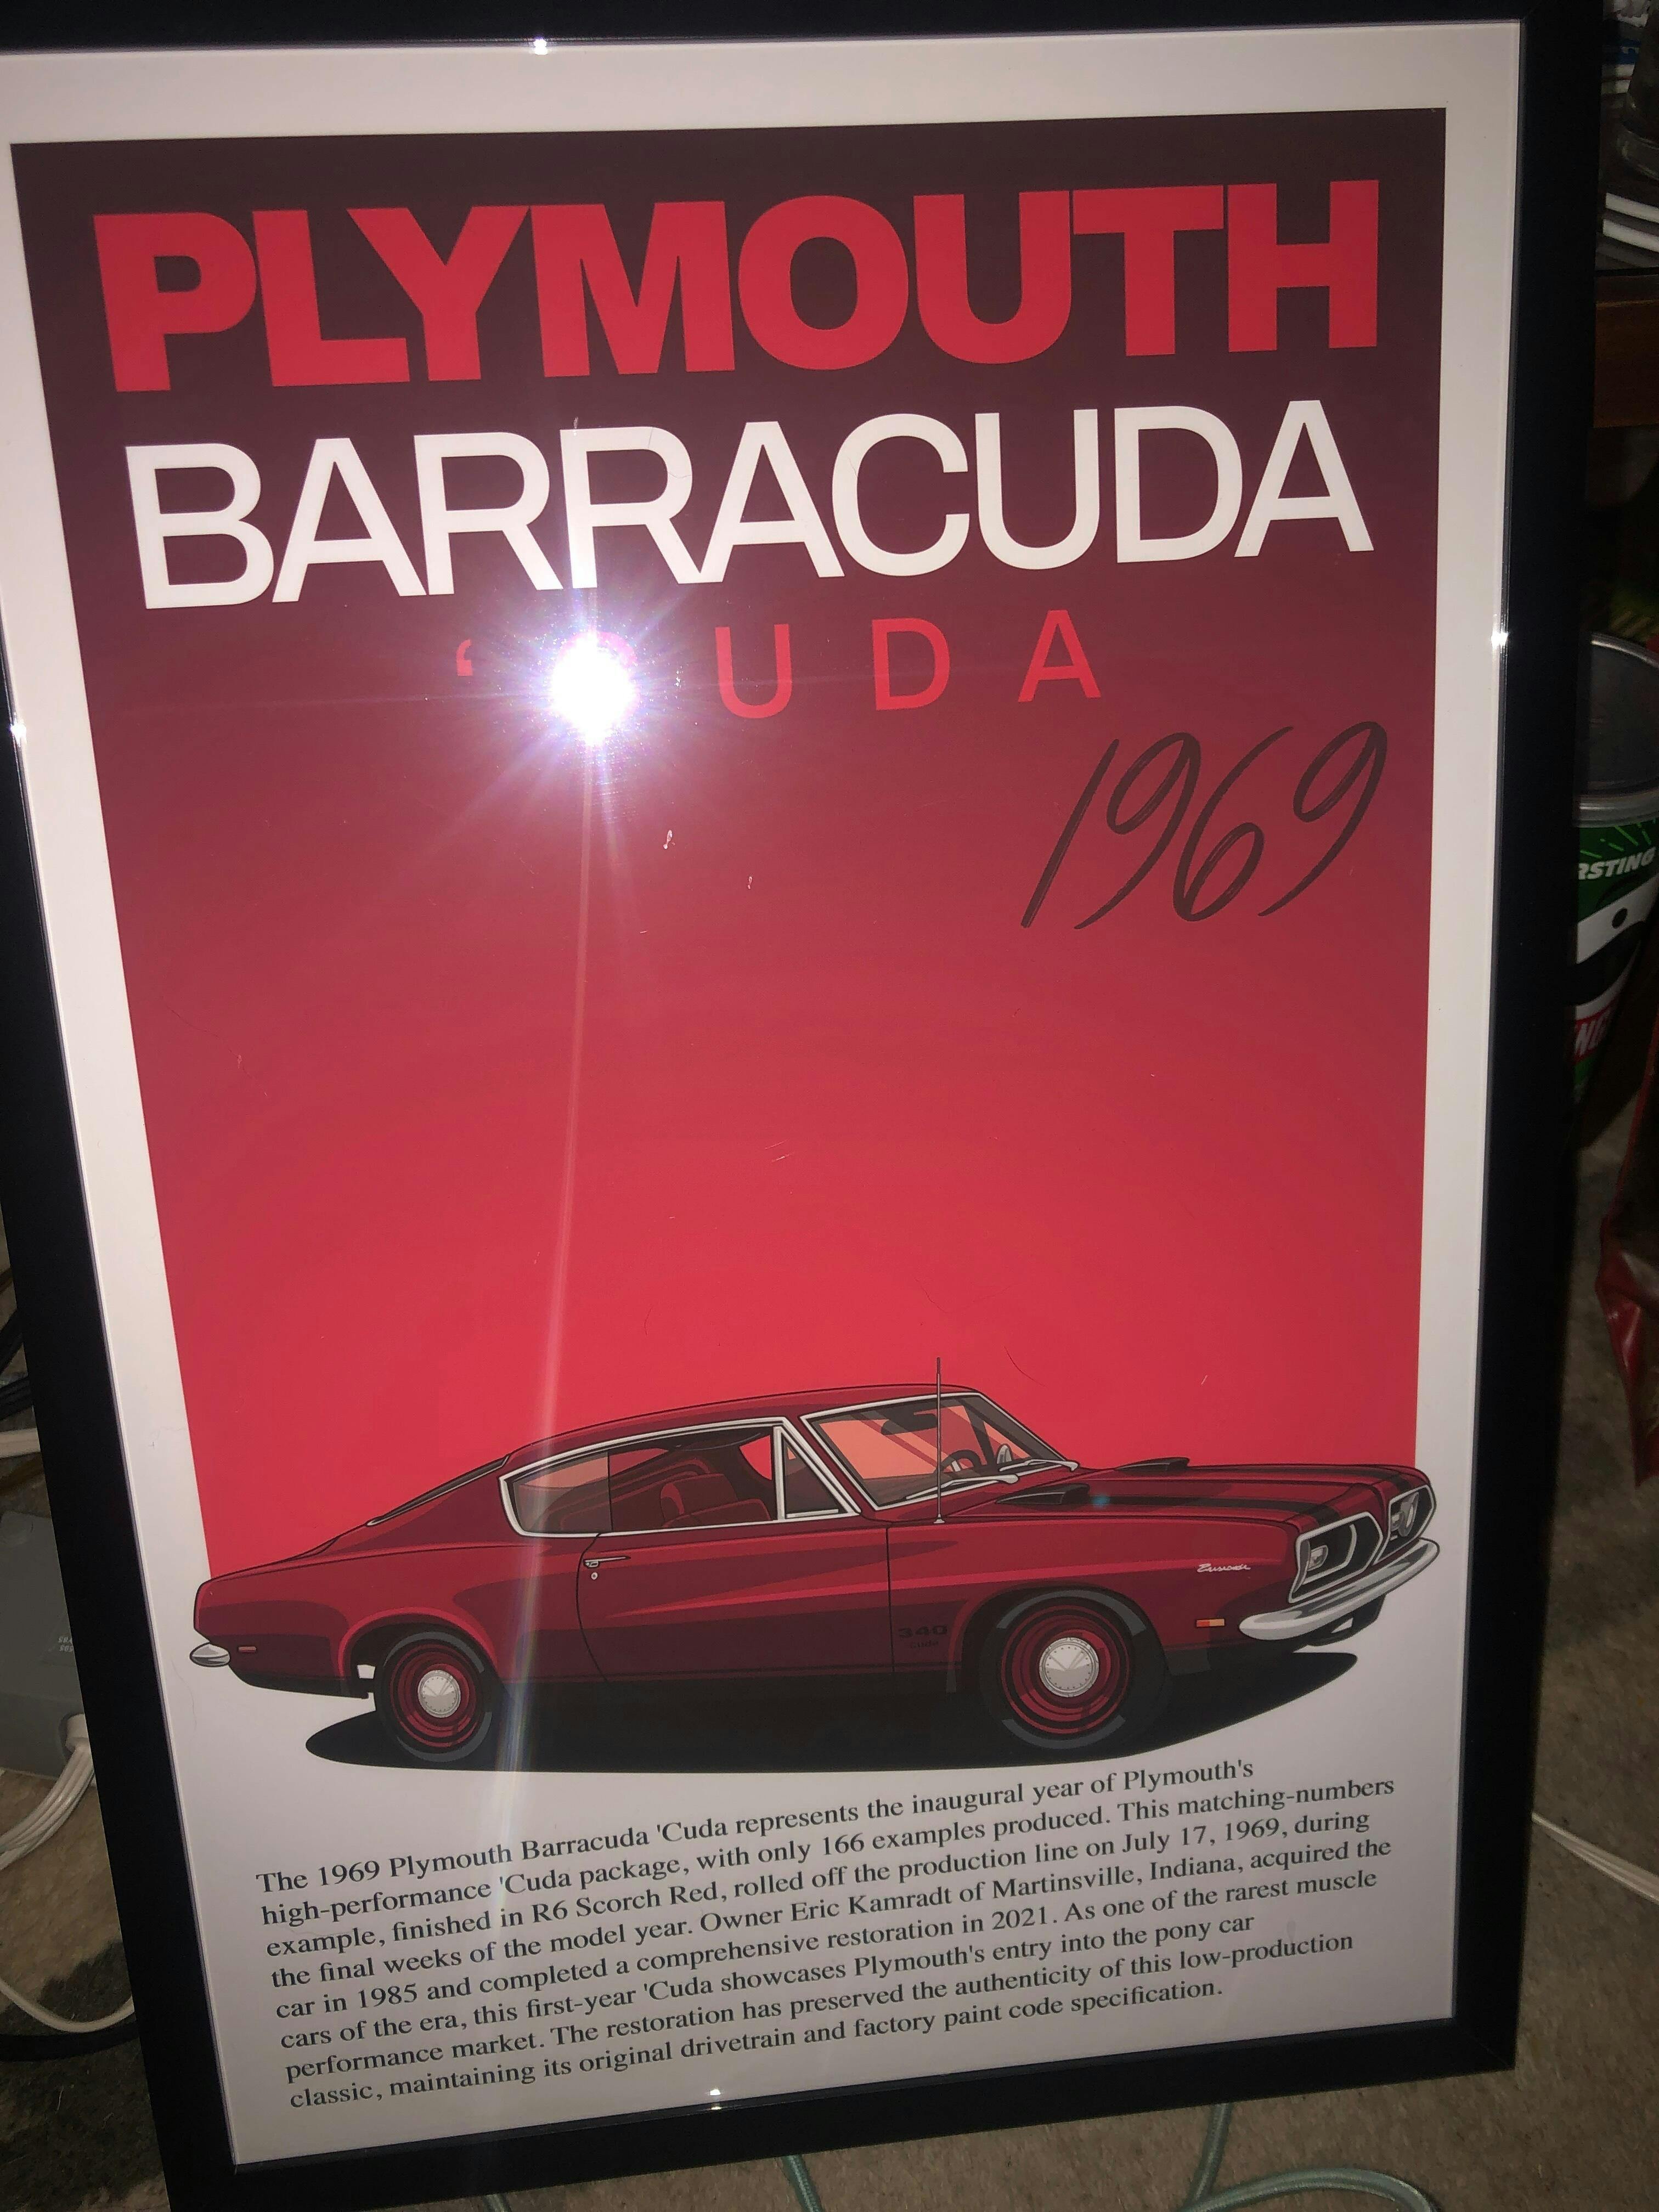 PLYMOUTH
BARRACUDA
‘CUDA
1969
Barracuda
340
'Cuda
The 1969 Plymouth Barracuda 'Cuda represents the inaugural year of Plymouth's
high-performance 'Cuda package, with only 166 examples produced. This matching-numbers
example, finished in R6 Scorch Red, rolled off the production line on July 17, 1969, during
the final weeks of the model year. Owner Eric Kamradt of Martinsville, Indiana, acquired the
car in 1985 and completed a comprehensive restoration in 2021. As one of the rarest muscle
cars of the era, this first-year 'Cuda showcases Plymouth's entry into the pony car
performance market. The restoration has preserved the authenticity of this low-production
classic, maintaining its original drivetrain and factory paint code specification.
RSTING